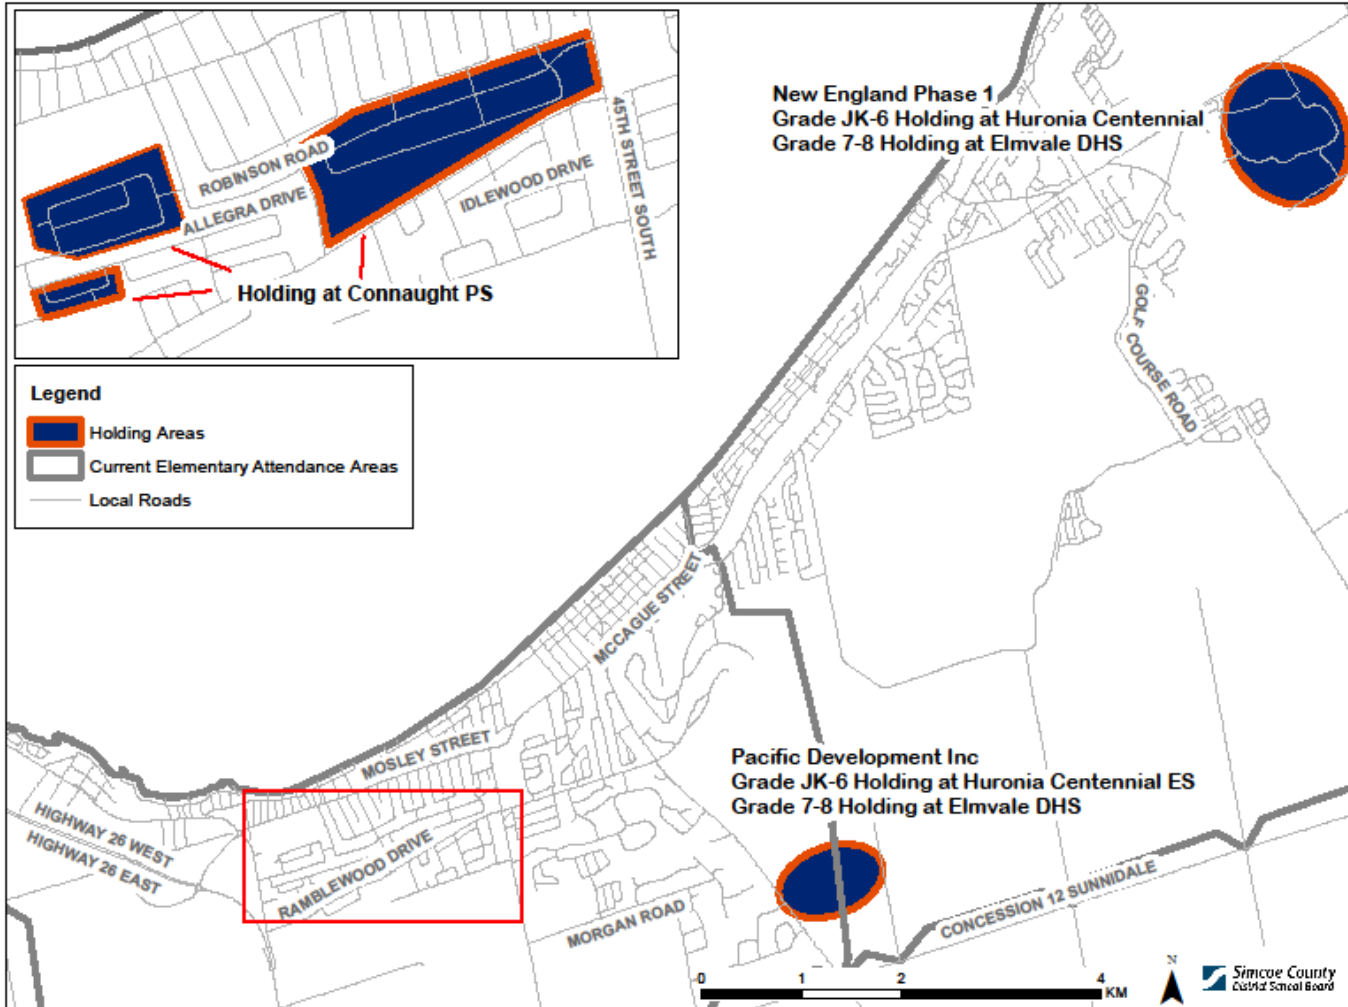 ROBINSON ROAD
ALLEGRA DRIVE
IDLEWOOD DRIVE
45TH STREET SOUTH
Holding at Connaught PS
New England Phase 1
Grade JK-6 Holding at Huronia Centennial
Grade 7-8 Holding at Elmvale DHS
GOLF COURSE ROAD
Legend
Holding Areas
Current Elementary Attendance Areas
Local Roads
MCCAGUE STREET
MOSLEY STREET
HIGHWAY 26 WEST
HIGHWAY 26 EAST
RAMBLEWOOD DRIVE
MORGAN ROAD
Pacific Development Inc
Grade JK-6 Holding at Huronia Centennial ES
Grade 7-8 Holding at Elmvale DHS
CONCESSION 12 SUNNIDALE
0 1 2 4
KM
N
Simcoe County
District School Board